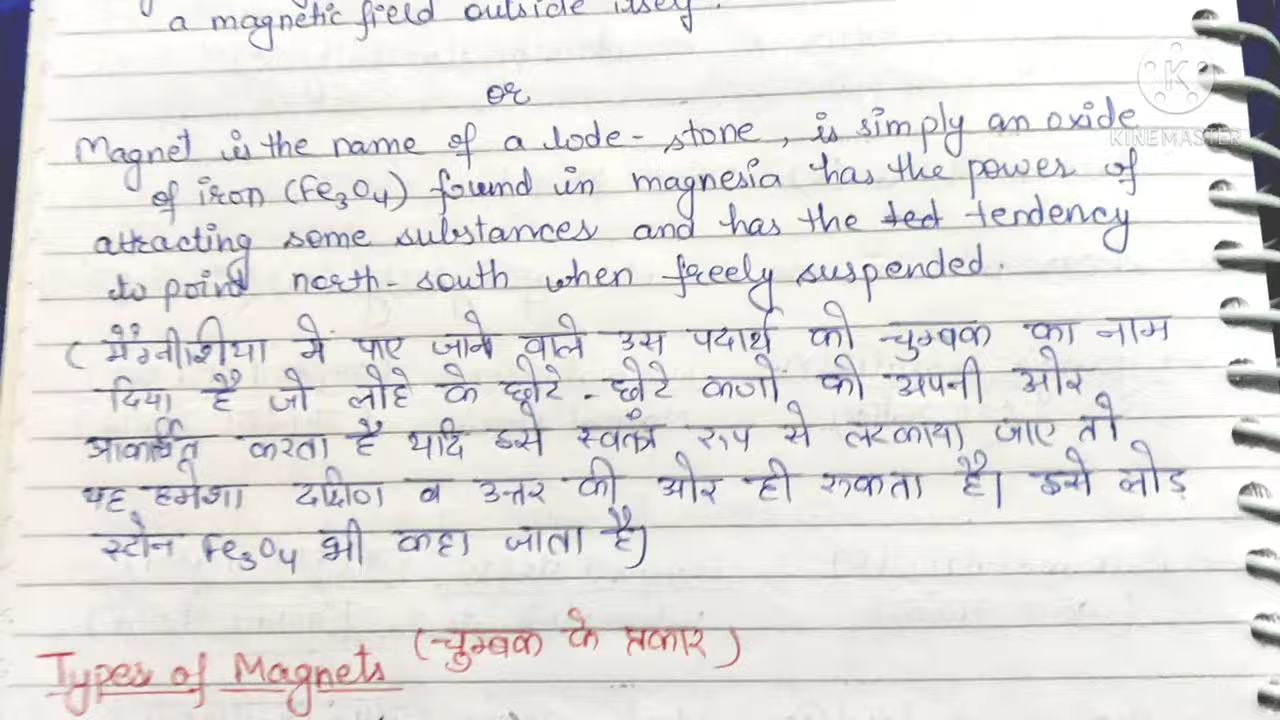 a magnetic field outside itself.
or
Magnet is the name of a lode-stone, is simply an oxide
of iron (Fe3O4) found in magnesia has the power of
attracting some substances and has the ted tendency
to point north-south when freely suspended.
( मैग्नीशिया में पाए जाने वाले उस पदार्थ को चुम्बक का नाम
दिया है जो लोहे के छोटे-छोटे कणों को अपनी ओर
आकर्षित करता है यदि इसे स्वतंत्र रूप से लटकाया जाए तो
यह हमेशा दक्षिण व उत्तर की ओर ही रुकता है। इसे लोड़
स्टोन Fe3O4 भी कहा जाता है)
Types of Magnets (चुम्बक के प्रकार)
K
KINEMASTER